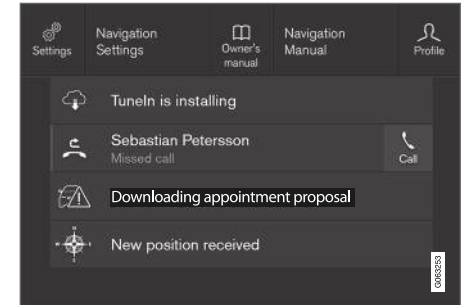 Settings
Navigation
Settings
Owner's
manual
Navigation
Manual
Profile
TuneIn is installing
Sebastian Petersson
Missed call
Call
Downloading appointment proposal
New position received
G063253